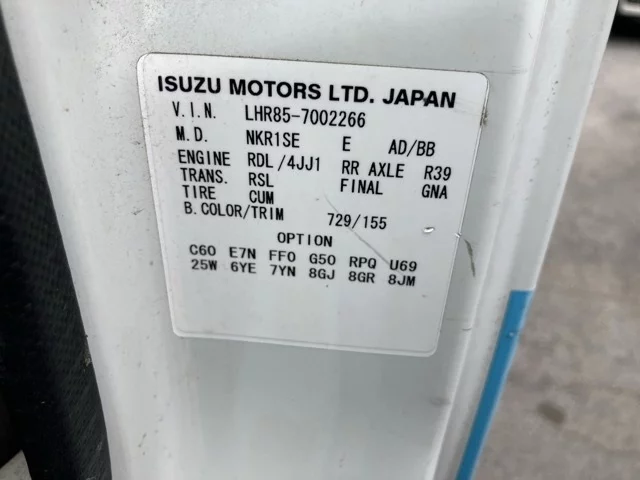 ISUZU MOTORS LTD. JAPAN
V.I.N. LHR85-7002266
M.D. NKR1SE E AD/BB
ENGINE RDL/4JJ1 RR AXLE R39
TRANS. RSL FINAL GNA
TIRE CUM
B.COLOR/TRIM 729/155
OPTION
C60 E7N FF0 G50 RPQ U69
25W 6YE 7YN 8GJ 8GR 8JM